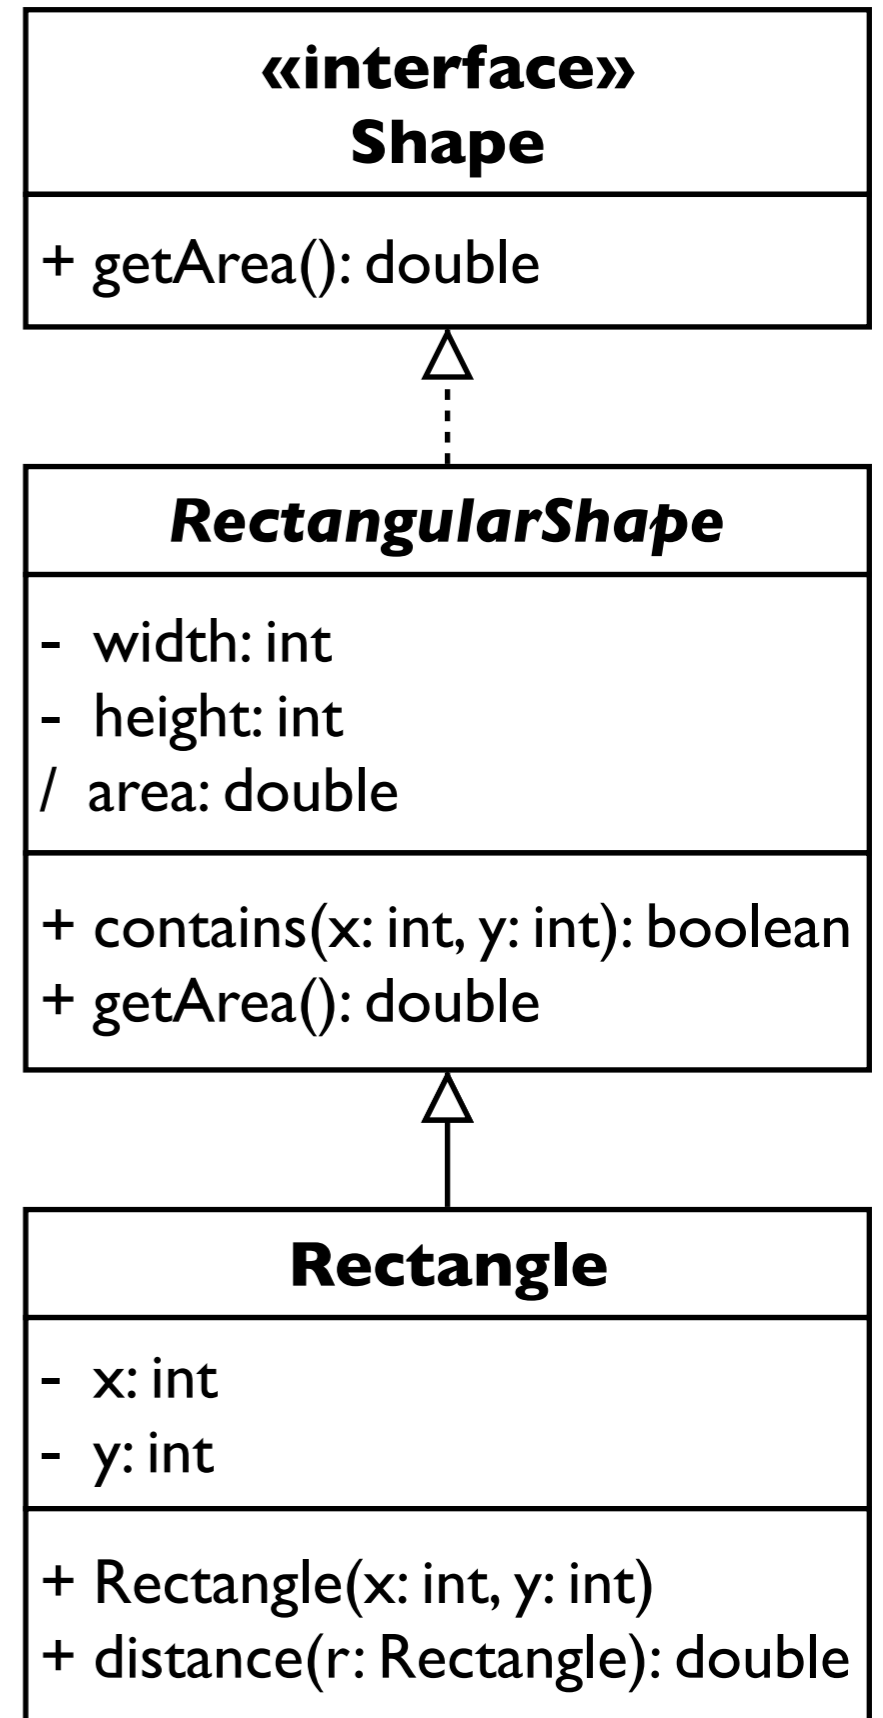 «interface»
Shape
+ getArea(): double
RectangularShape
- width: int
- height: int
/ area: double
+ contains(x: int, y: int): boolean
+ getArea(): double
Rectangle
- x: int
- y: int
+ Rectangle(x: int, y: int)
+ distance(r: Rectangle): double